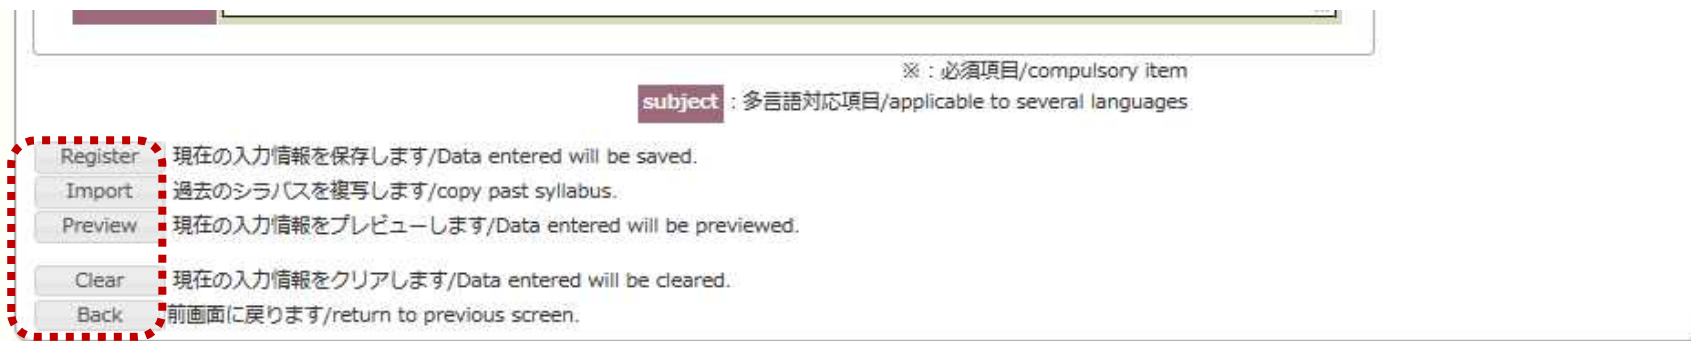 ※：必須項目/compulsory item
subject：多言語対応項目/applicable to several languages
Register 現在の入力情報を保存します/Data entered will be saved.
Import 過去のシラバスを複写します/copy past syllabus.
Preview 現在の入力情報をプレビューします/Data entered will be previewed.
Clear 現在の入力情報をクリアします/Data entered will be cleared.
Back 前画面に戻ります/return to previous screen.